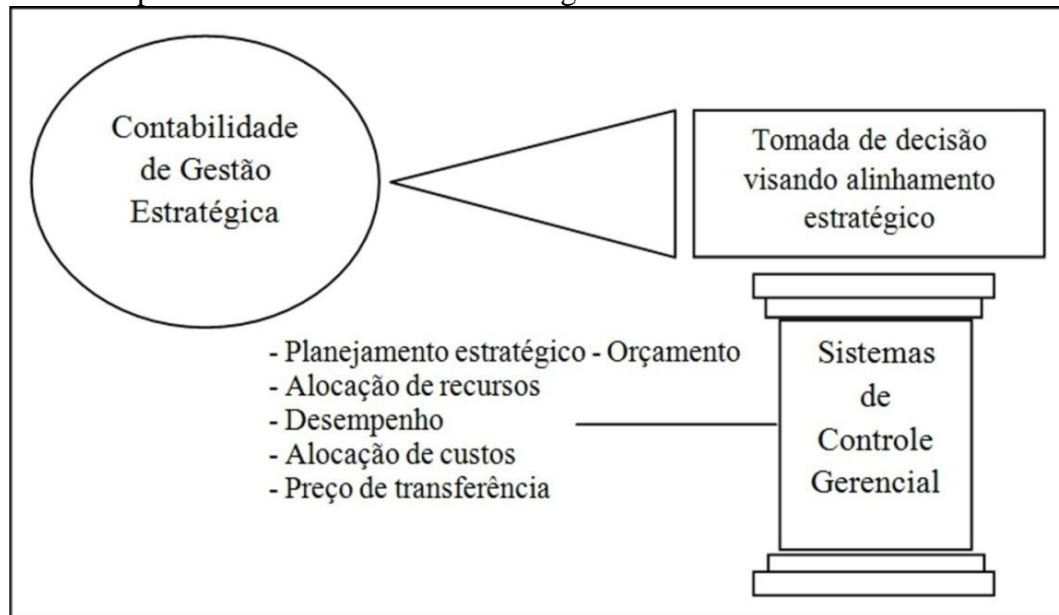 Contabilidade
de Gestão
Estratégica
Tomada de decisão
visando alinhamento
estratégico
- Planejamento estratégico - Orçamento
- Alocação de recursos
- Desempenho
- Alocação de custos
- Preço de transferência
Sistemas
de
Controle
Gerencial